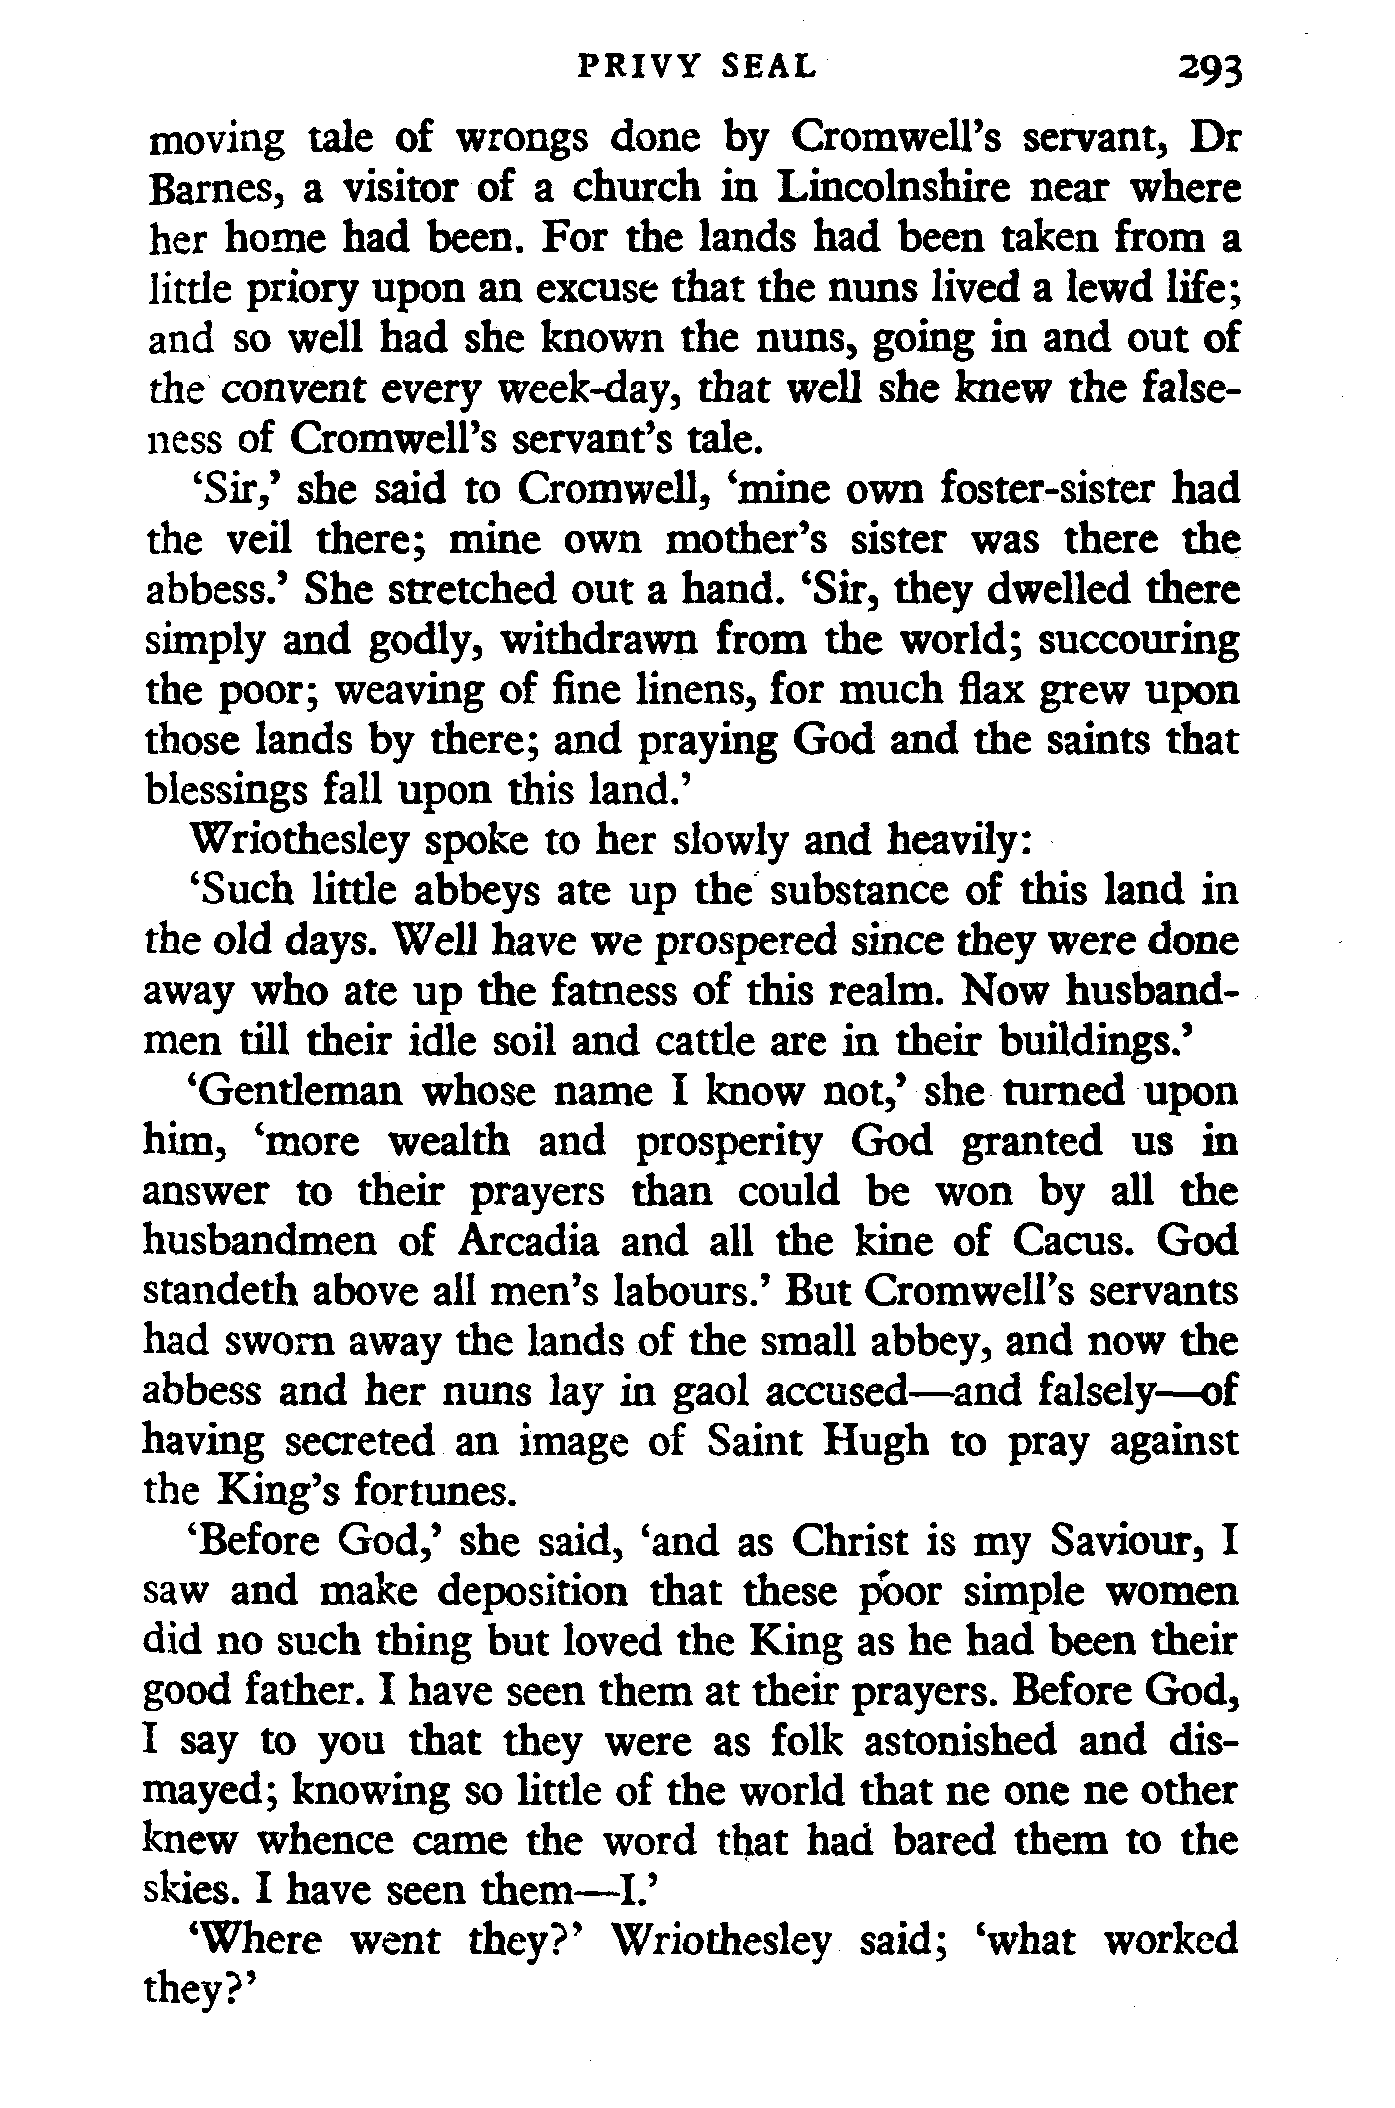 PRIVY SEAL 293
moving tale of wrongs done by Cromwell's servant, Dr
Barnes, a visitor of a church in Lincolnshire near where
her home had been. For the lands had been taken from a
little priory upon an excuse that the nuns lived a lewd life;
and so well had she known the nuns, going in and out of
the convent every week-day, that well she knew the false-
ness of Cromwell's servant's tale.
‘Sir,’ she said to Cromwell, ‘mine own foster-sister had
the veil there; mine own mother's sister was there the
abbess.’ She stretched out a hand. ‘Sir, they dwelled there
simply and godly, withdrawn from the world; succouring
the poor; weaving of fine linens, for much flax grew upon
those lands by there; and praying God and the saints that
blessings fall upon this land.’
Wriothesley spoke to her slowly and heavily:
‘Such little abbeys ate up the substance of this land in
the old days. Well have we prospered since they were done
away who ate up the fatness of this realm. Now husband-
men till their idle soil and cattle are in their buildings.’
‘Gentleman whose name I know not,’ she turned upon
him, ‘more wealth and prosperity God granted us in
answer to their prayers than could be won by all the
husbandmen of Arcadia and all the kine of Cacus. God
standeth above all men's labours.’ But Cromwell's servants
had sworn away the lands of the small abbey, and now the
abbess and her nuns lay in gaol accused—and falsely—of
having secreted an image of Saint Hugh to pray against
the King's fortunes.
‘Before God,’ she said, ‘and as Christ is my Saviour, I
saw and make deposition that these poor simple women
did no such thing but loved the King as he had been their
good father. I have seen them at their prayers. Before God,
I say to you that they were as folk astonished and dis-
mayed; knowing so little of the world that ne one ne other
knew whence came the word that had bared them to the
skies. I have seen them—I.’
‘Where went they?’ Wriothesley said; ‘what worked
they?’